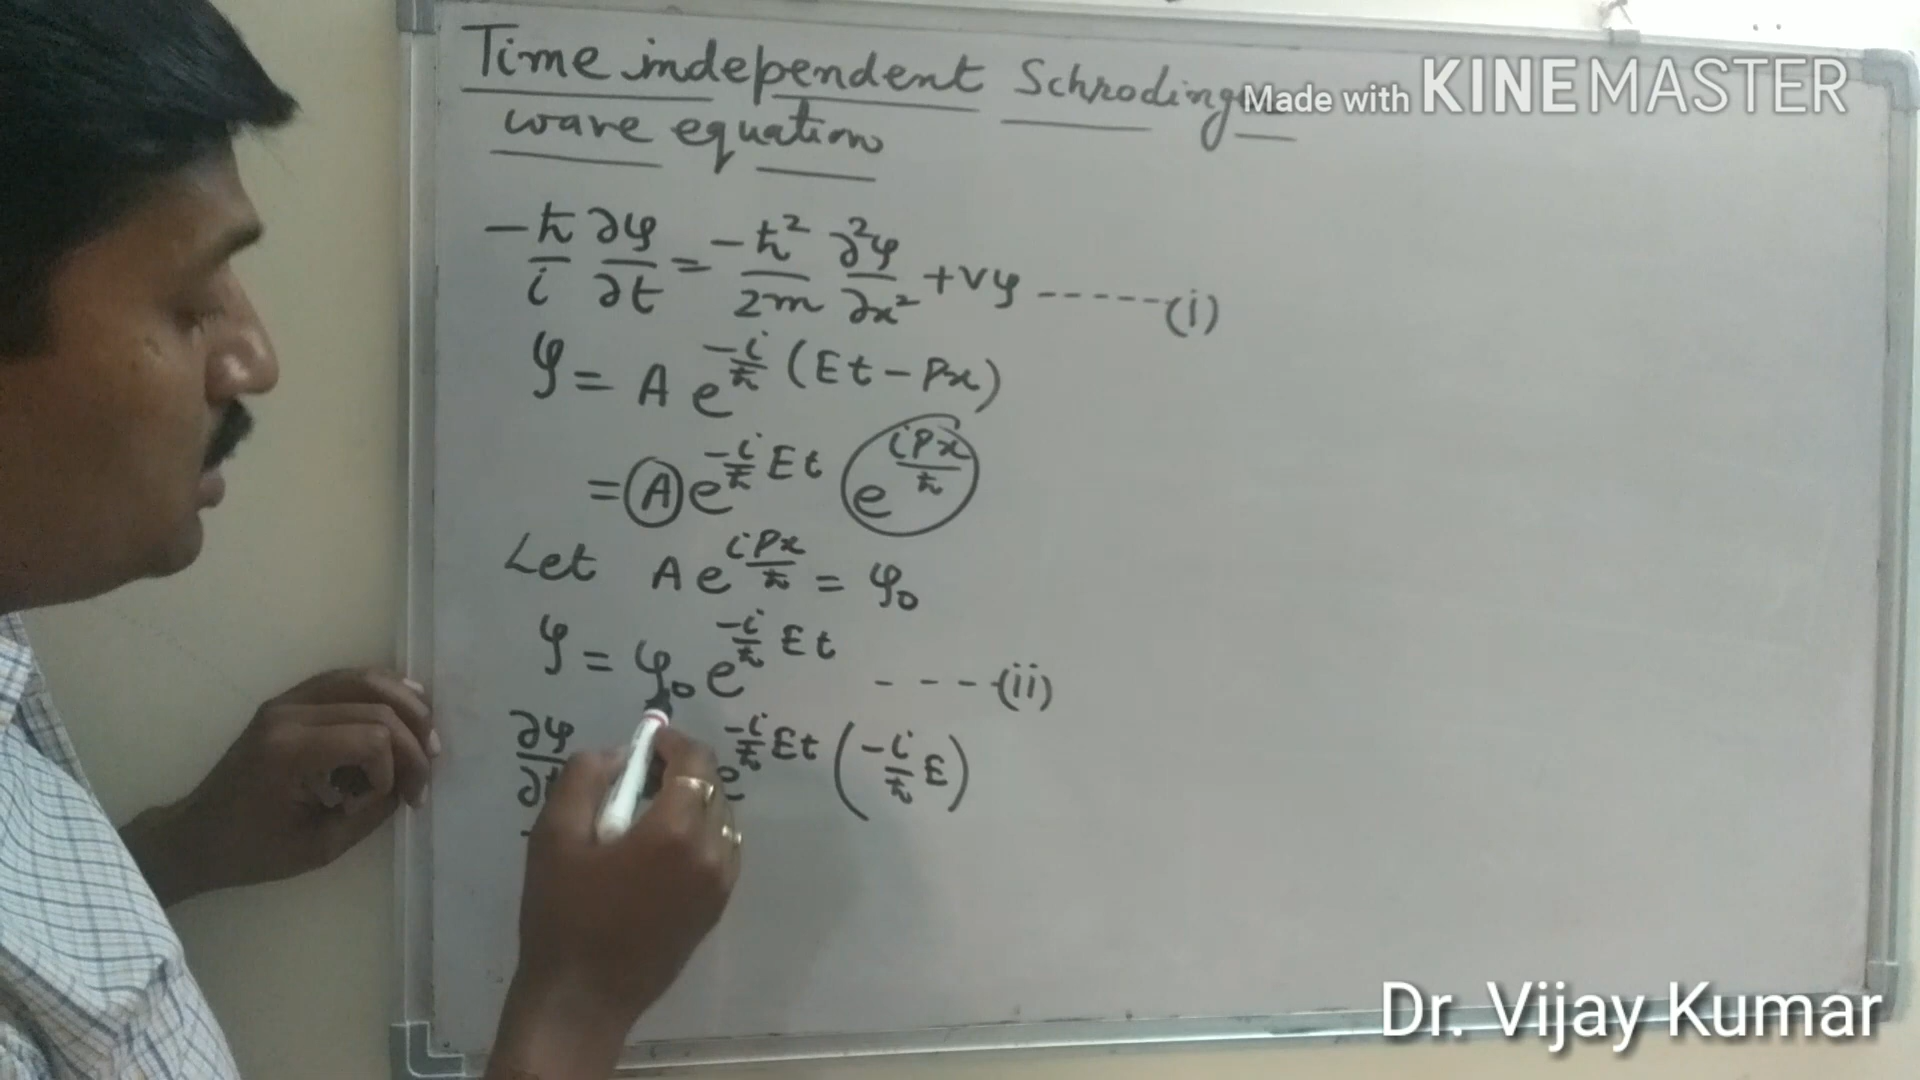 Time independent Schroding
Made with KINEMASTER
wave equation
-ħ/i ∂ψ/∂t = -ħ²/2m ∂²ψ/∂x² + Vψ ------(i)
ψ = A e^(-i/ħ (Et - Px))
= A e^(-i/ħ Et) e^(iPx/ħ)
Let A e^(iPx/ħ) = ψ₀
ψ = ψ₀ e^(-i/ħ Et) ----(ii)
∂ψ/∂t e^(-i/ħ Et) (-i/ħ E)
Dr. Vijay Kumar